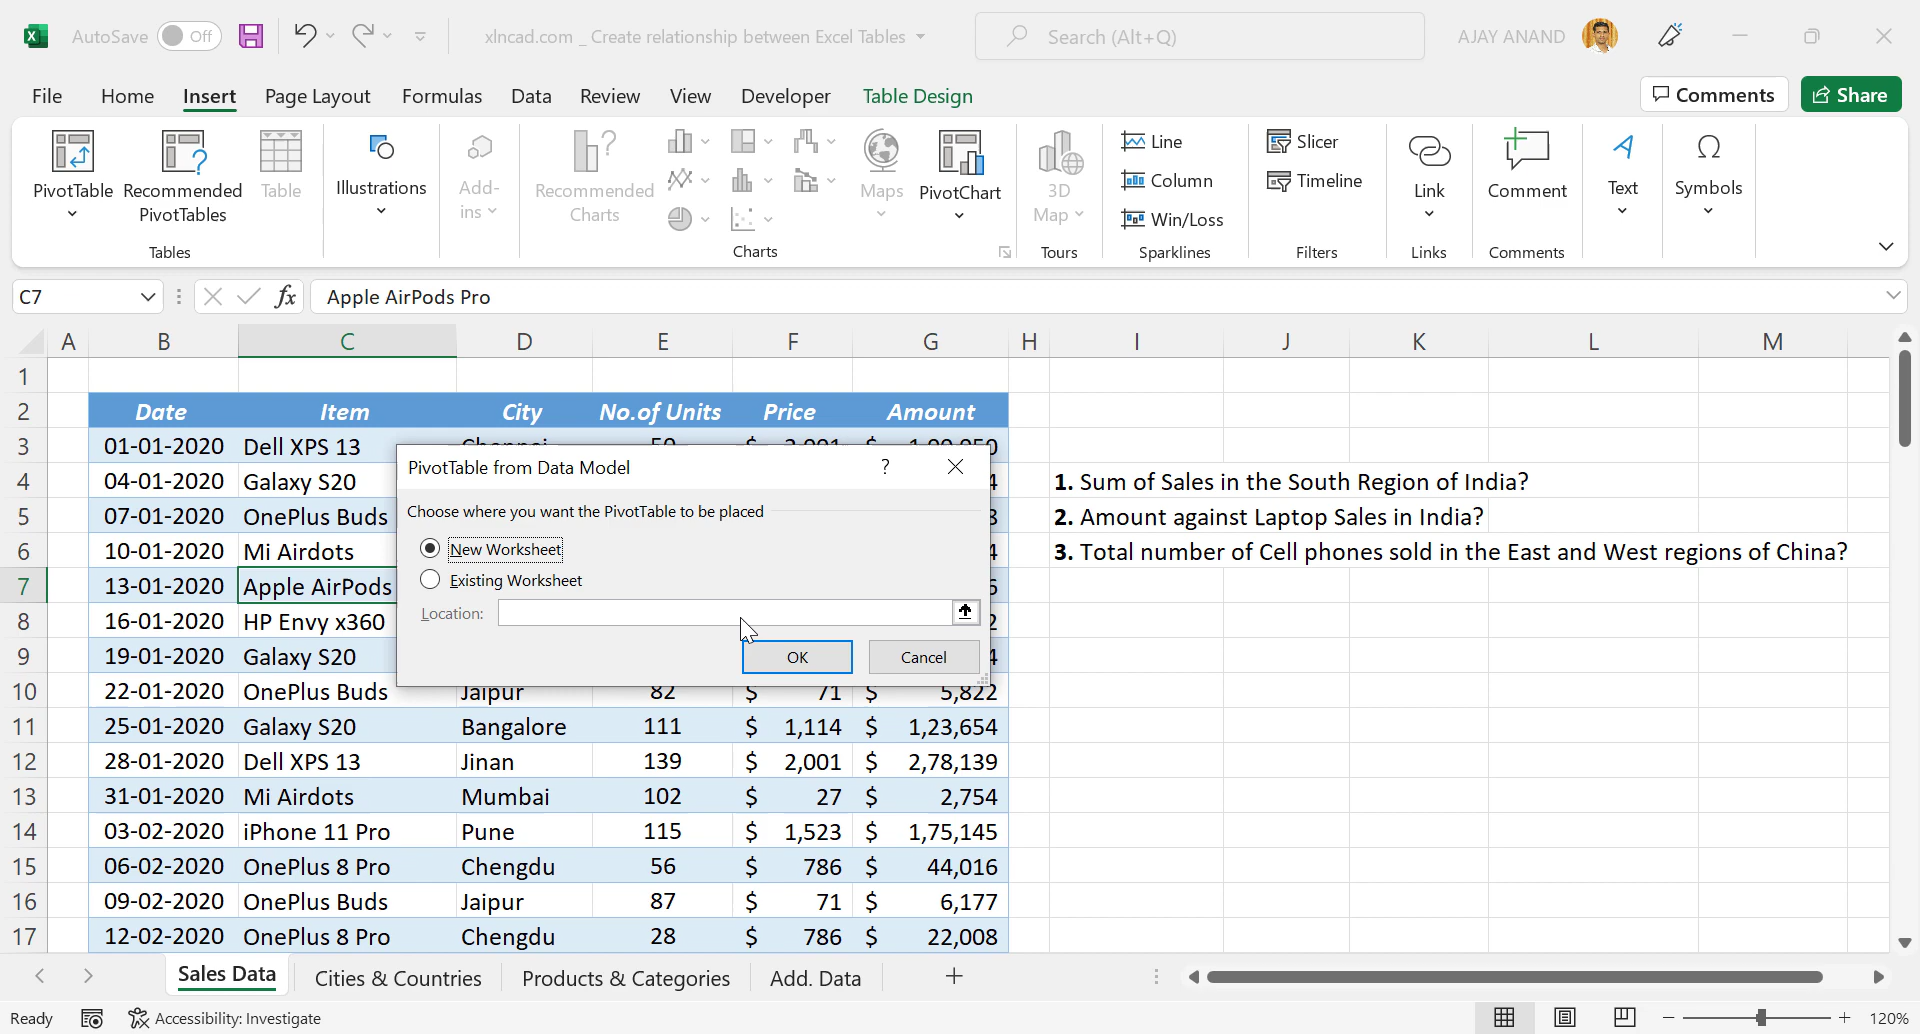 AutoSave Off xlncad.com _ Create relationship between Excel Tables Search (Alt+Q) AJAY ANAND
File Home Insert Page Layout Formulas Data Review View Developer Table Design Comments Share
PivotTable
Recommended PivotTables
Table
Tables
Illustrations
Add-ins
Recommended Charts
Maps
PivotChart
Charts
3D Map
Tours
Line
Column
Win/Loss
Sparklines
Slicer
Timeline
Filters
Link
Links
Comment
Comments
Text
Symbols
C7 fx Apple AirPods Pro
A B C D E F G H I J K L M
1
2 Date Item City No.of Units Price Amount
3 01-01-2020 Dell XPS 13 Chennai 50 $ 2,001 $ 1,00,050
4 04-01-2020 Galaxy S20 4 1. Sum of Sales in the South Region of India?
5 07-01-2020 OnePlus Buds 2. Amount against Laptop Sales in India?
6 10-01-2020 Mi Airdots 4 3. Total number of Cell phones sold in the East and West regions of China?
7 13-01-2020 Apple AirPods
8 16-01-2020 HP Envy x360 2
9 19-01-2020 Galaxy S20 4
10 22-01-2020 OnePlus Buds Jaipur 82 $ 71 $ 5,822
11 25-01-2020 Galaxy S20 Bangalore 111 $ 1,114 $ 1,23,654
12 28-01-2020 Dell XPS 13 Jinan 139 $ 2,001 $ 2,78,139
13 31-01-2020 Mi Airdots Mumbai 102 $ 27 $ 2,754
14 03-02-2020 iPhone 11 Pro Pune 115 $ 1,523 $ 1,75,145
15 06-02-2020 OnePlus 8 Pro Chengdu 56 $ 786 $ 44,016
16 09-02-2020 OnePlus Buds Jaipur 87 $ 71 $ 6,177
17 12-02-2020 OnePlus 8 Pro Chengdu 28 $ 786 $ 22,008
PivotTable from Data Model ?
Choose where you want the PivotTable to be placed
New Worksheet
Existing Worksheet
Location:
OK Cancel
Sales Data Cities & Countries Products & Categories Add. Data
Ready Accessibility: Investigate 120%